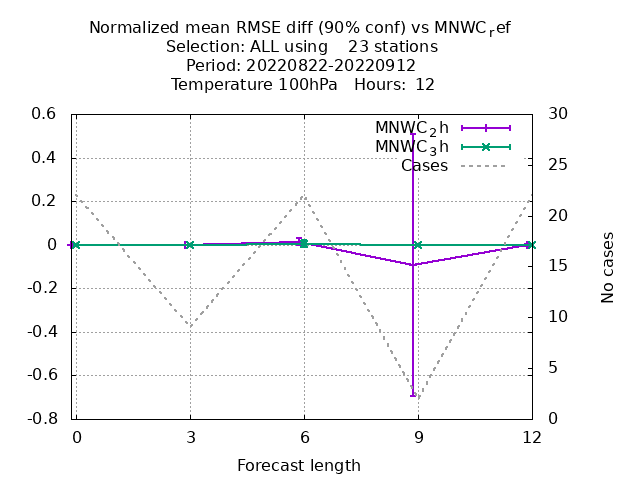 Normalized mean RMSE diff (90% conf) vs MNWC_ref
Selection: ALL using    23 stations
Period: 20220822-20220912
Temperature 100hPa   Hours: 12
MNWC_2h
MNWC_3h
Cases
0.6
0.4
0.2
0
-0.2
-0.4
-0.6
-0.8
30
25
20
15
10
5
0
No cases
0 3 6 9 12
Forecast length